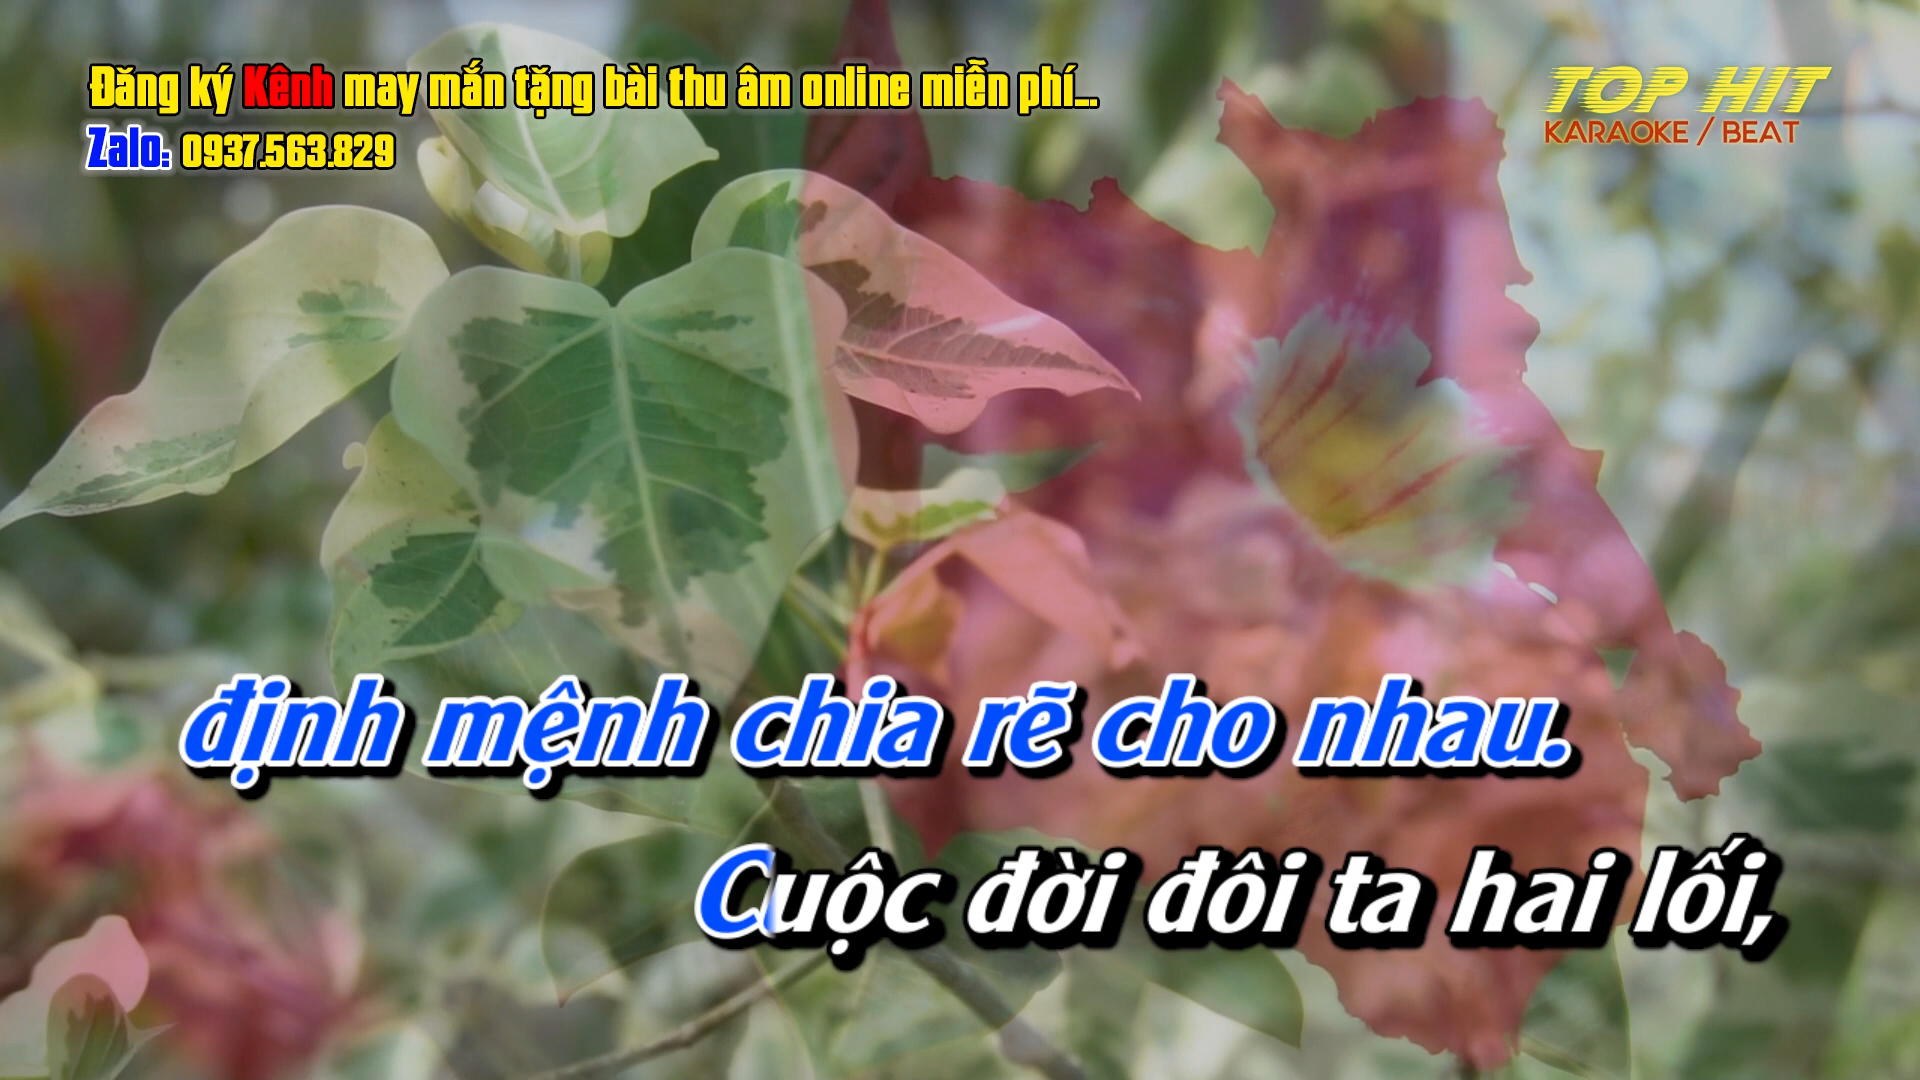 Đăng ký Kênh may mắn tặng bài thu âm online miễn phí...
Zalo: 0937.563.829
TOP HIT
KARAOKE / BEAT
định mệnh chia rẽ cho nhau.
Cuộc đời đôi ta hai lối,